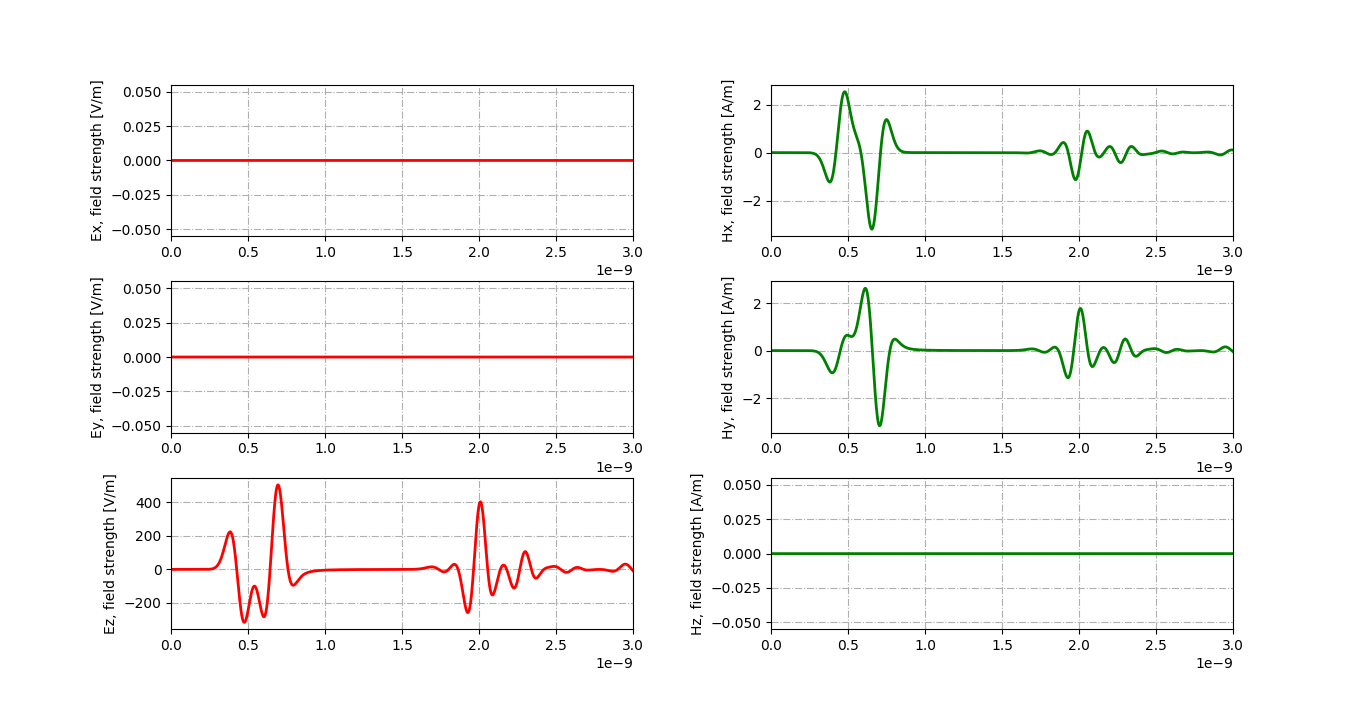 Ex, field strength [V/m]
0.050
0.025
0.000
−0.025
−0.050
0.0 0.5 1.0 1.5 2.0 2.5 3.0
1e−9
Hx, field strength [A/m]
2
0
−2
0.0 0.5 1.0 1.5 2.0 2.5 3.0
1e−9
Ey, field strength [V/m]
0.050
0.025
0.000
−0.025
−0.050
0.0 0.5 1.0 1.5 2.0 2.5 3.0
1e−9
Hy, field strength [A/m]
2
0
−2
0.0 0.5 1.0 1.5 2.0 2.5 3.0
1e−9
Ez, field strength [V/m]
400
200
0
−200
0.0 0.5 1.0 1.5 2.0 2.5 3.0
1e−9
Hz, field strength [A/m]
0.050
0.025
0.000
−0.025
−0.050
0.0 0.5 1.0 1.5 2.0 2.5 3.0
1e−9